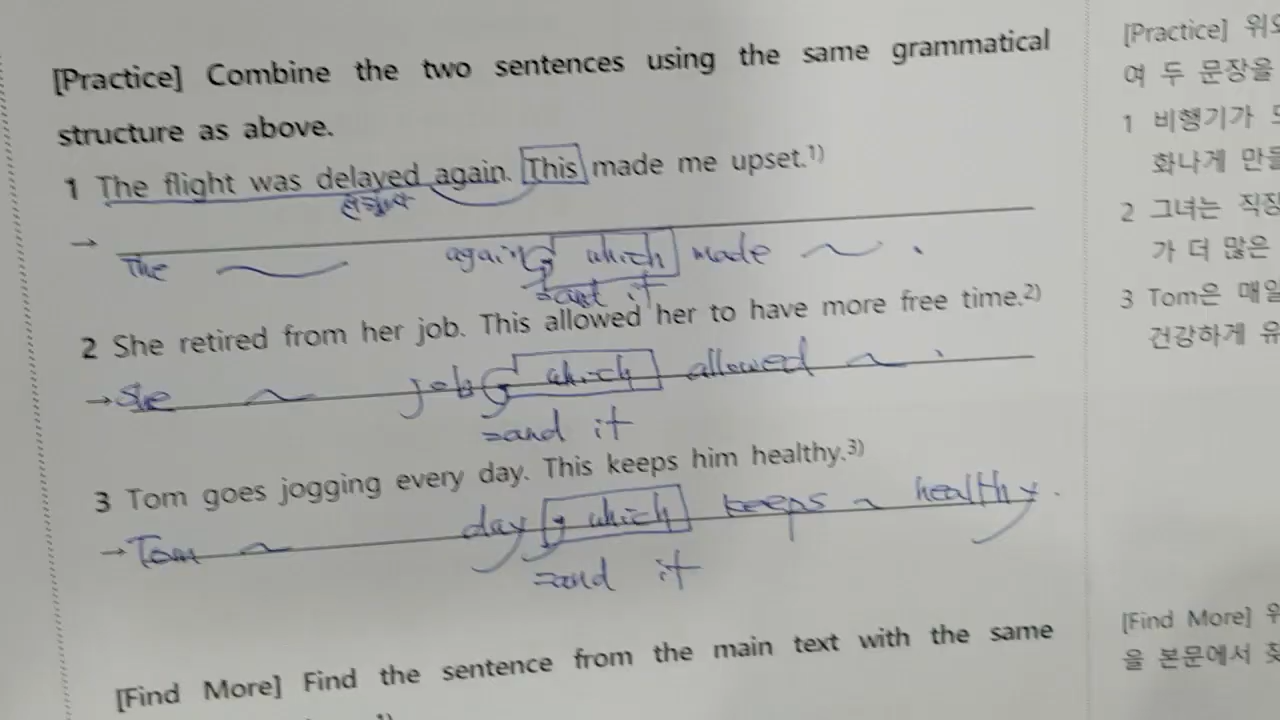 [Practice] Combine the two sentences using the same grammatical
structure as above.
1 The flight was delayed again. This made me upset.1)
→ The ~ again, which made ~ .
=and it
2 She retired from her job. This allowed her to have more free time.2)
→ She ~ job, which allowed ~ .
=and it
3 Tom goes jogging every day. This keeps him healthy.3)
→ Tom ~ day, which keeps ~ healthy.
=and it
[Find More] Find the sentence from the main text with the same
[Practice] 위
여 두 문장을
1 비행기가
화나게 만
2 그녀는 직장
가 더 많은
3 Tom은 매일
건강하게 유
[Find More]
을 본문에서 찾